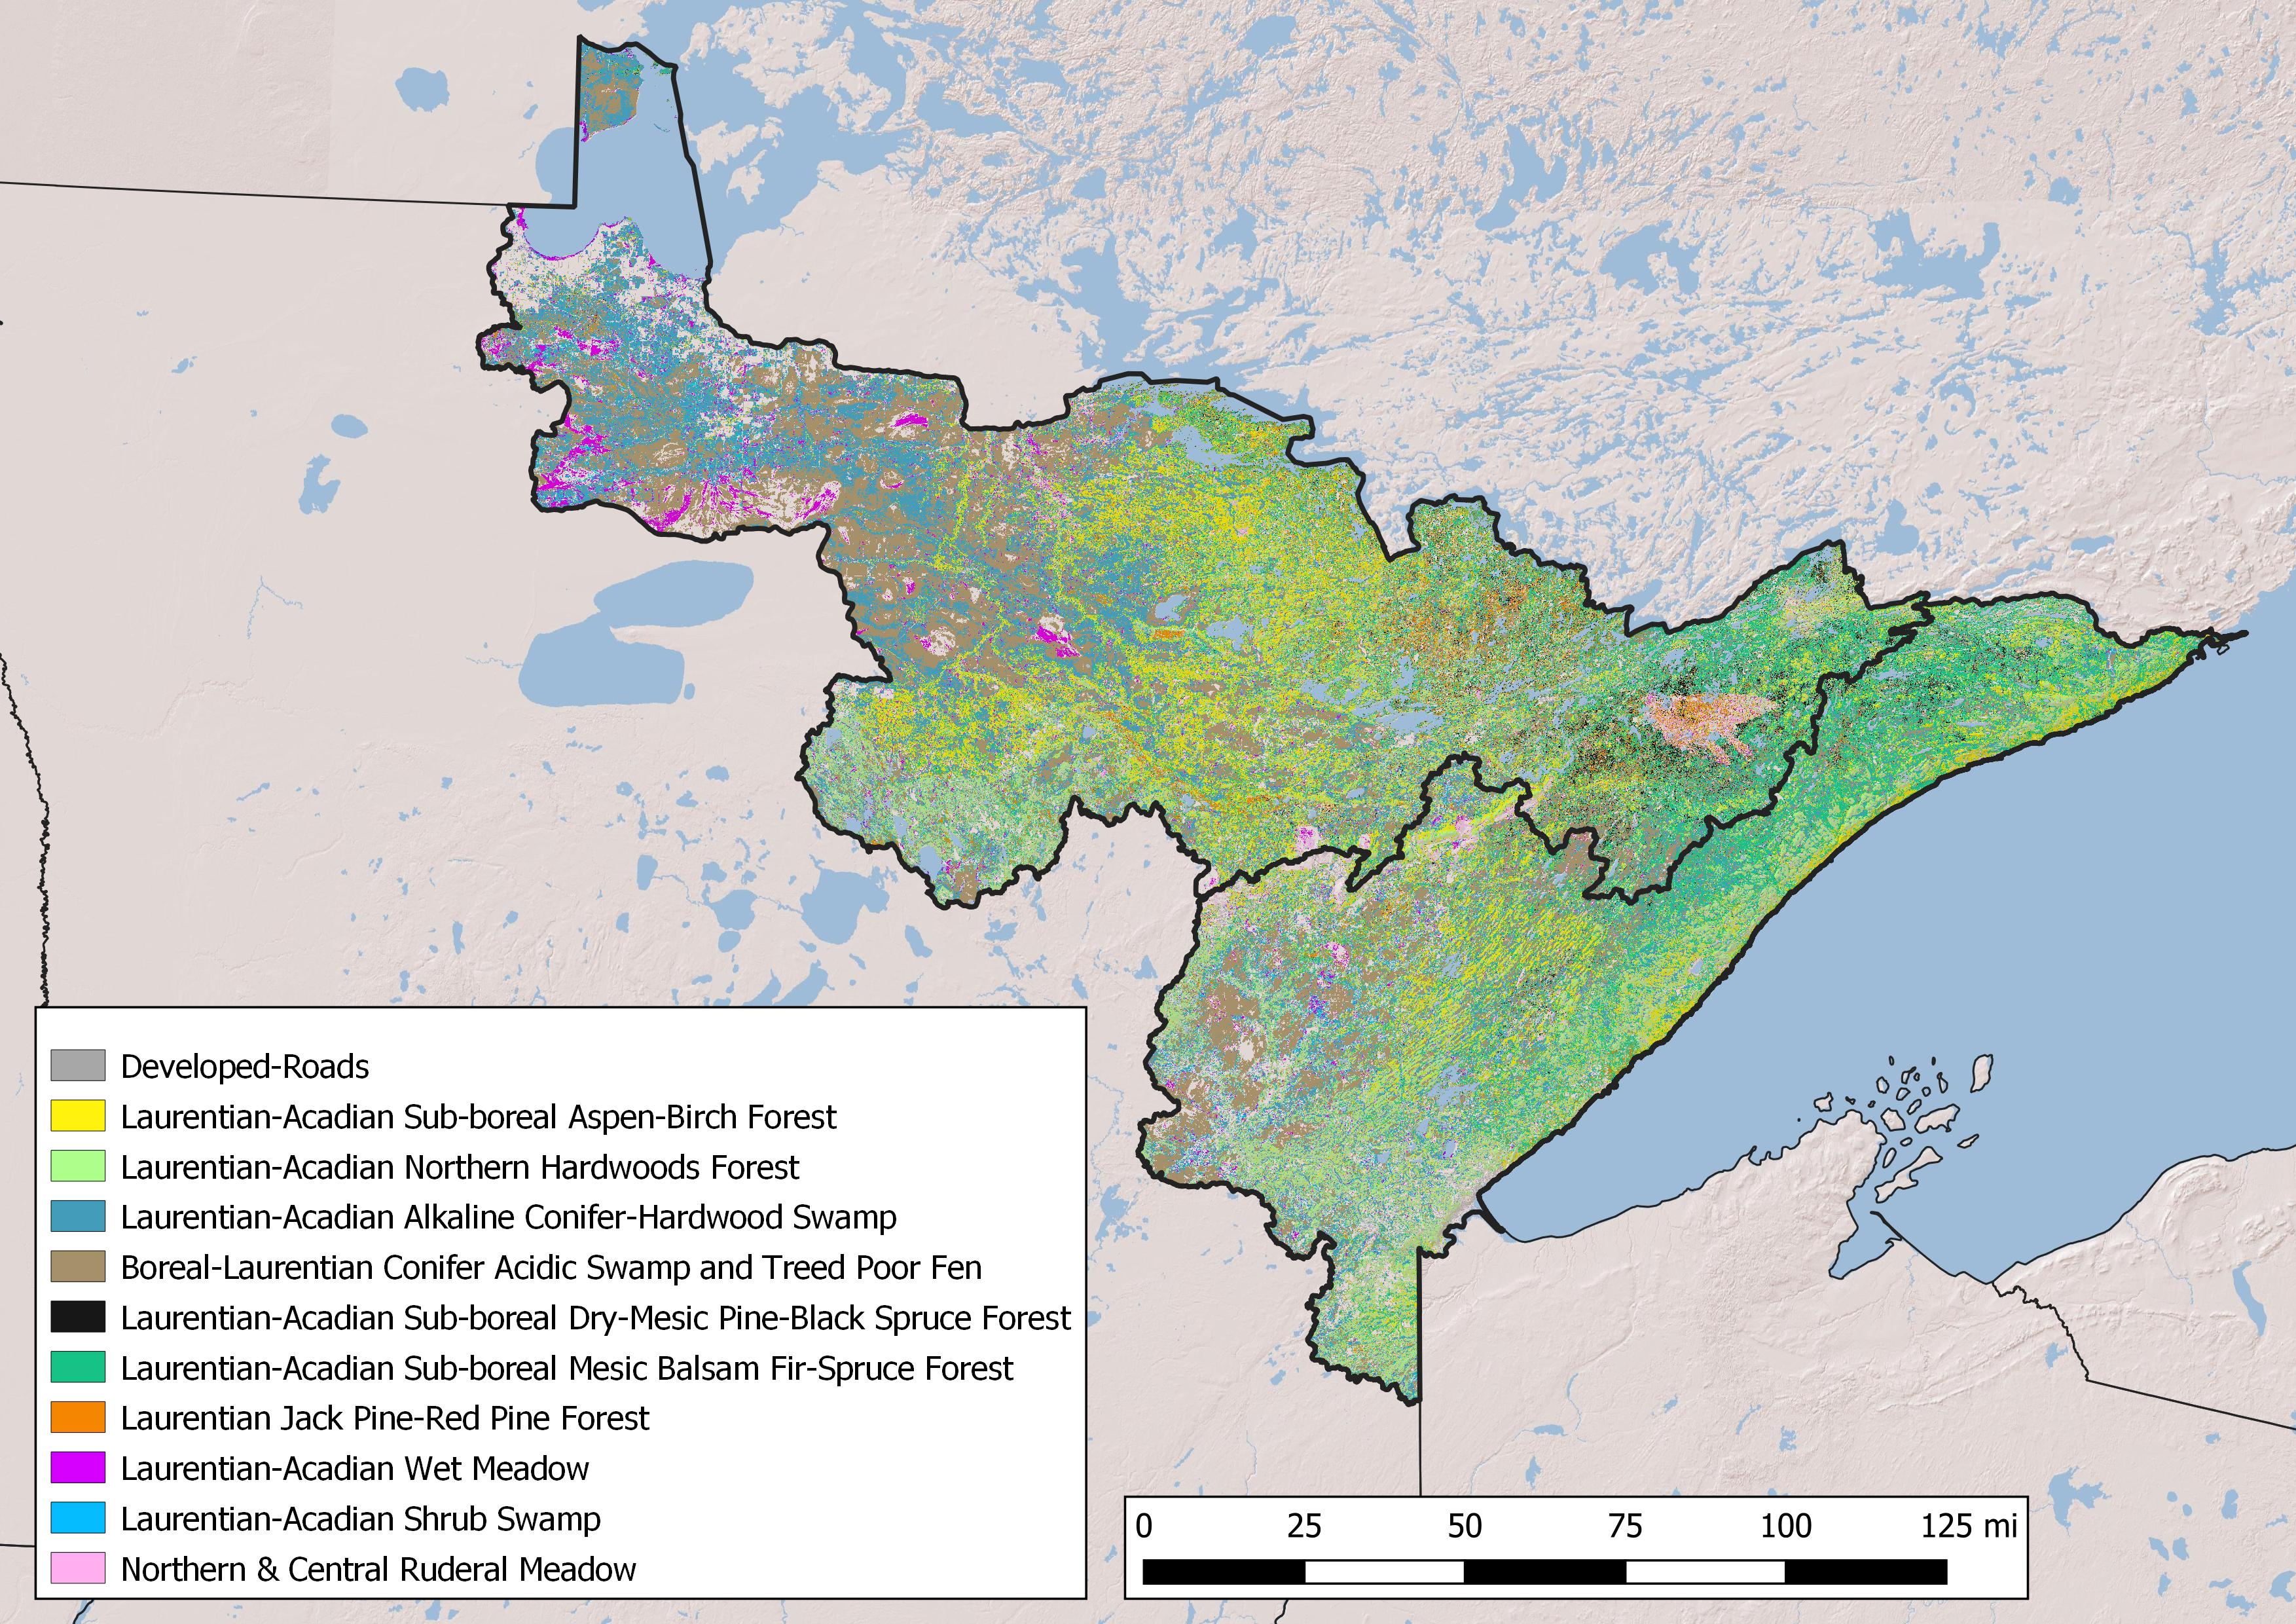 Developed-Roads
Laurentian-Acadian Sub-boreal Aspen-Birch Forest
Laurentian-Acadian Northern Hardwoods Forest
Laurentian-Acadian Alkaline Conifer-Hardwood Swamp
Boreal-Laurentian Conifer Acidic Swamp and Treed Poor Fen
Laurentian-Acadian Sub-boreal Dry-Mesic Pine-Black Spruce Forest
Laurentian-Acadian Sub-boreal Mesic Balsam Fir-Spruce Forest
Laurentian Jack Pine-Red Pine Forest
Laurentian-Acadian Wet Meadow
Laurentian-Acadian Shrub Swamp
Northern & Central Ruderal Meadow
0 25 50 75 100 125 mi